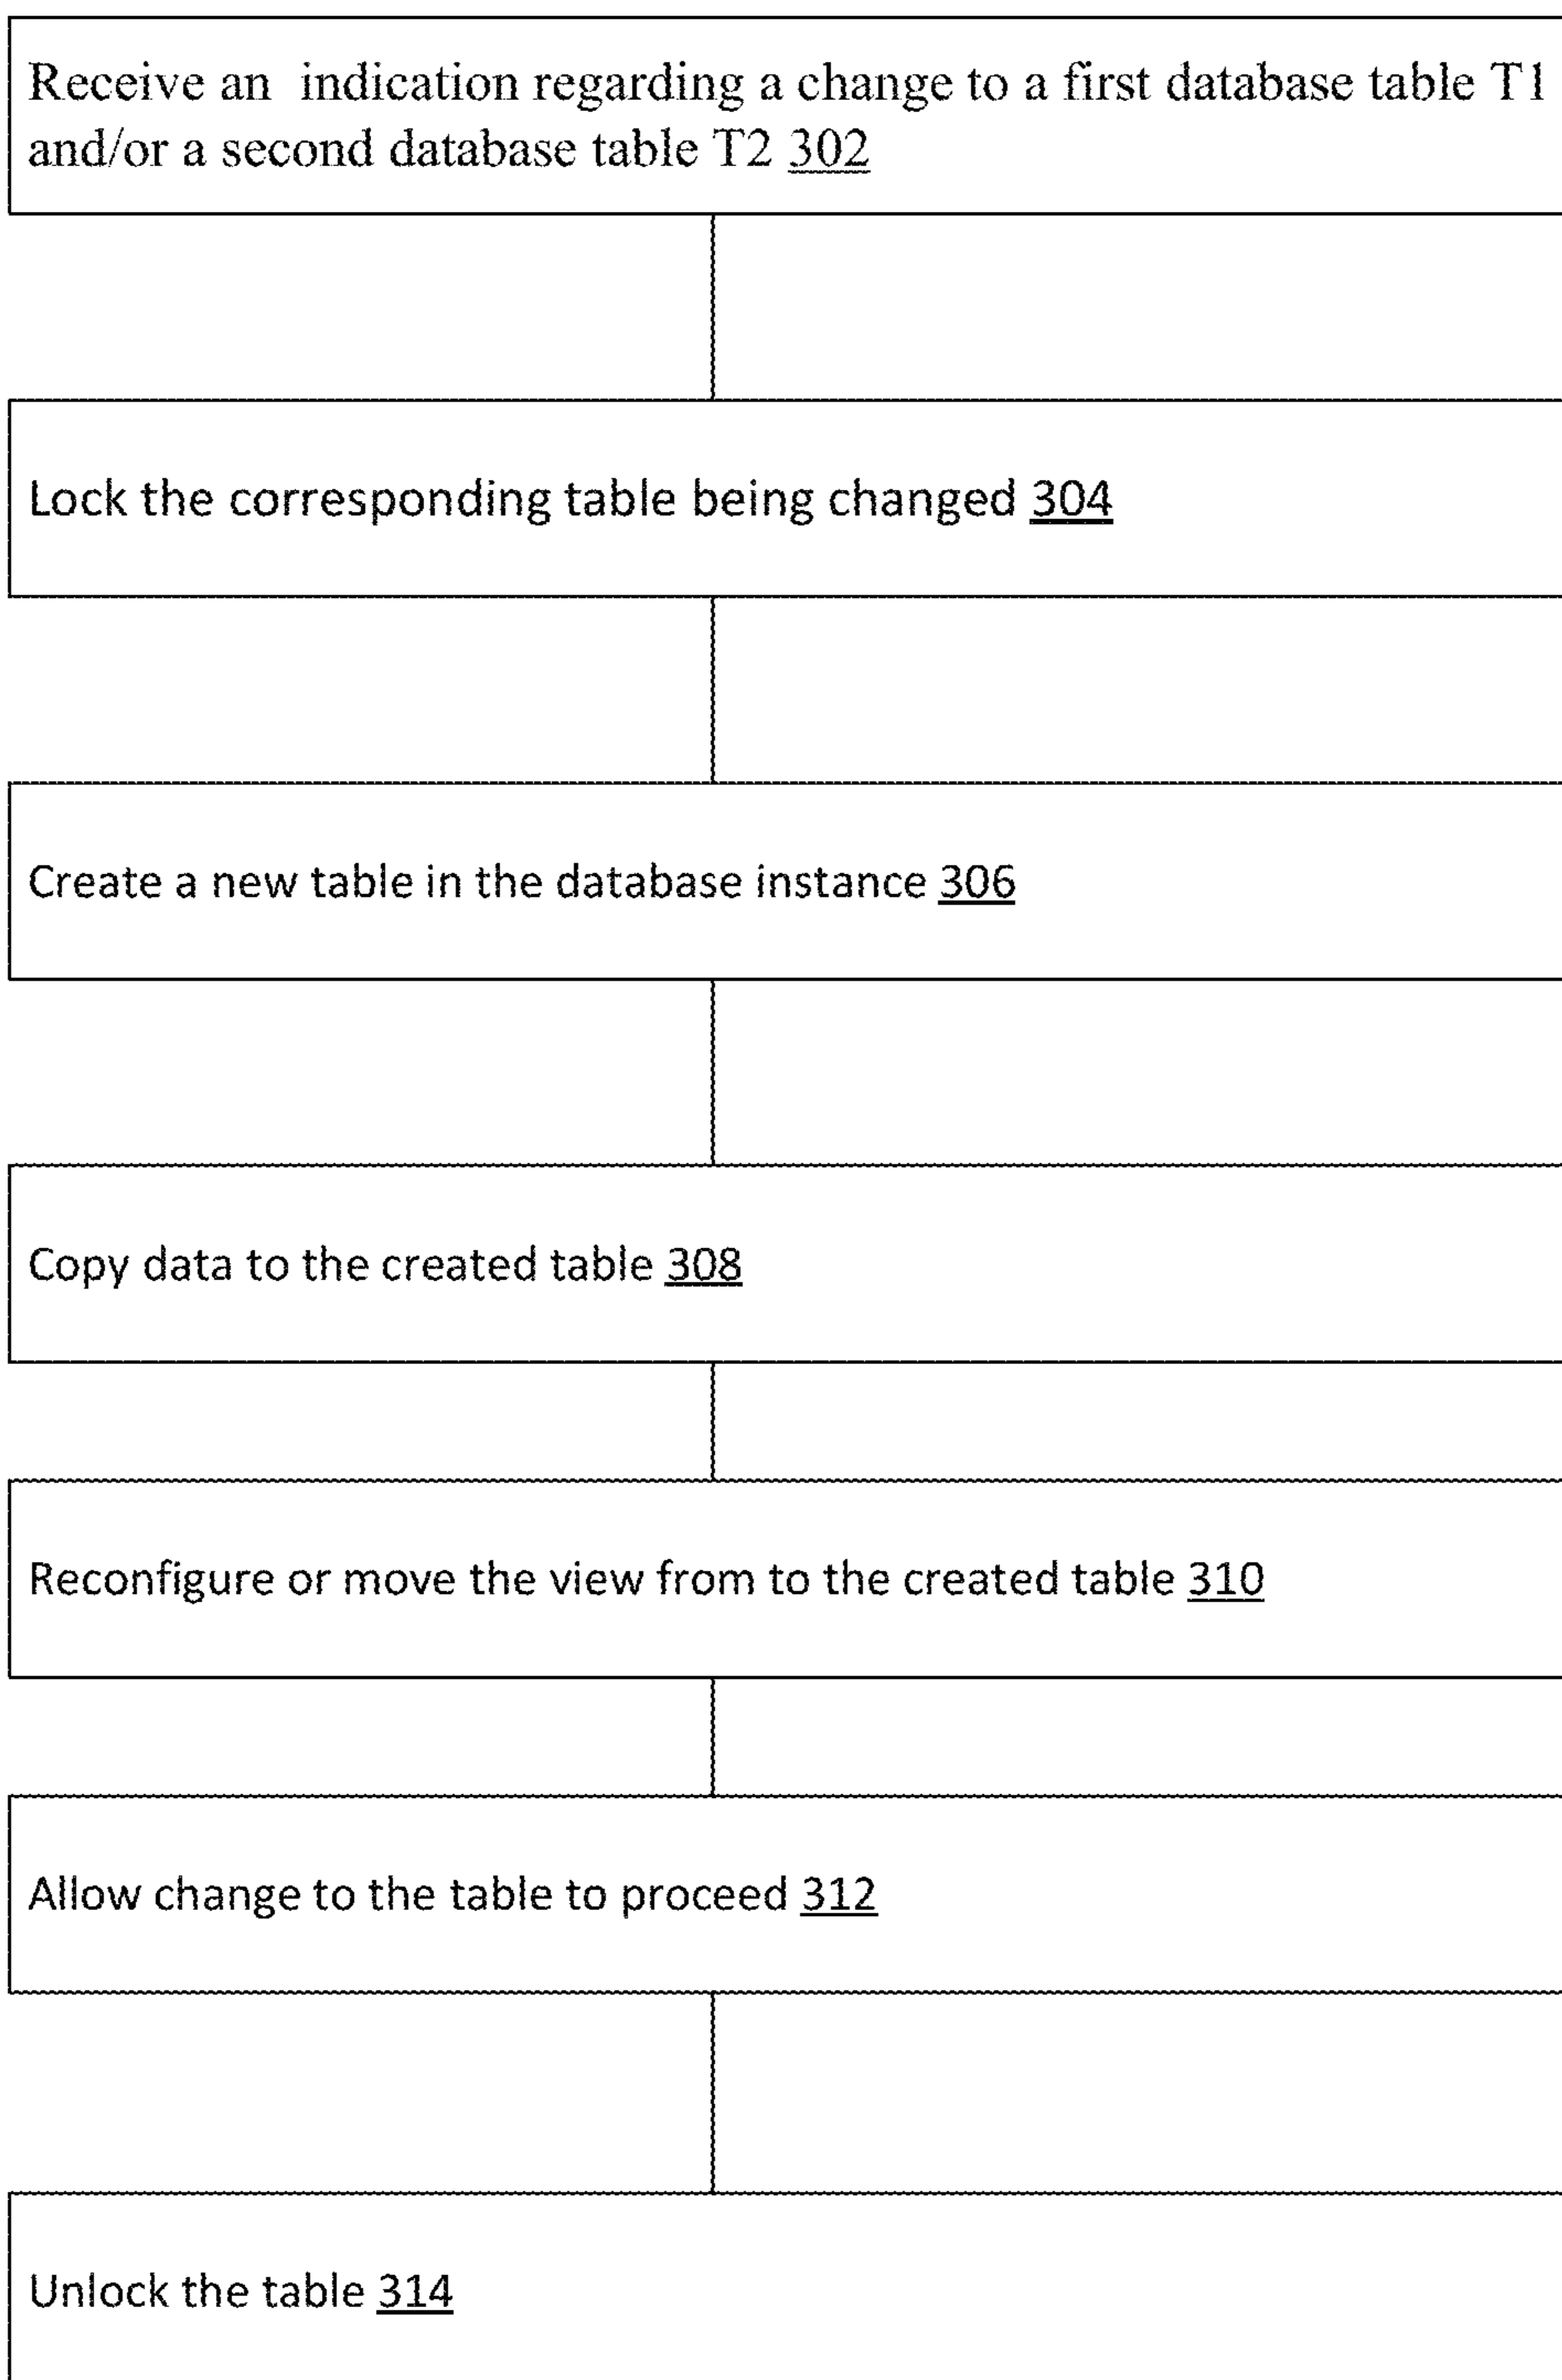 Receive an indication regarding a change to a first database table T1
and/or a second database table T2 302
Lock the corresponding table being changed 304
Create a new table in the database instance 306
Copy data to the created table 308
Reconfigure or move the view from to the created table 310
Allow change to the table to proceed 312
Unlock the table 314